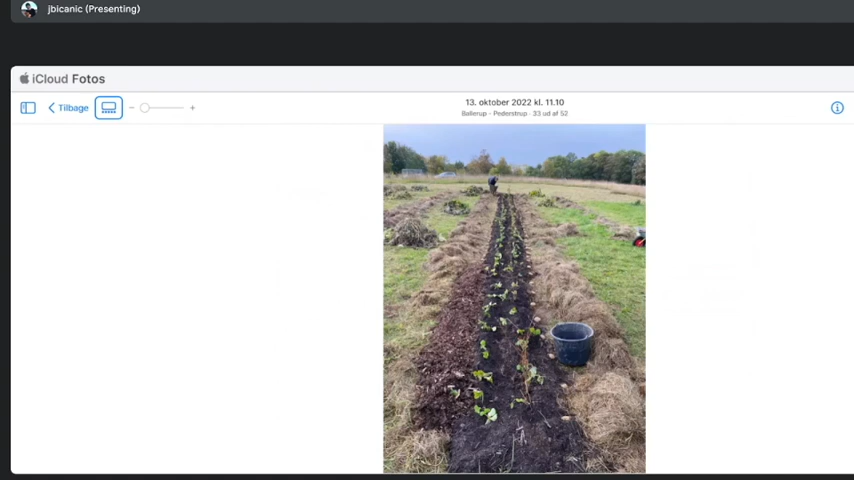 jbicanic (Presenting)
iCloud Fotos
Tilbage
13. oktober 2022 kl. 11.10
Ballerup - Pederstrup · 33 ud af 52